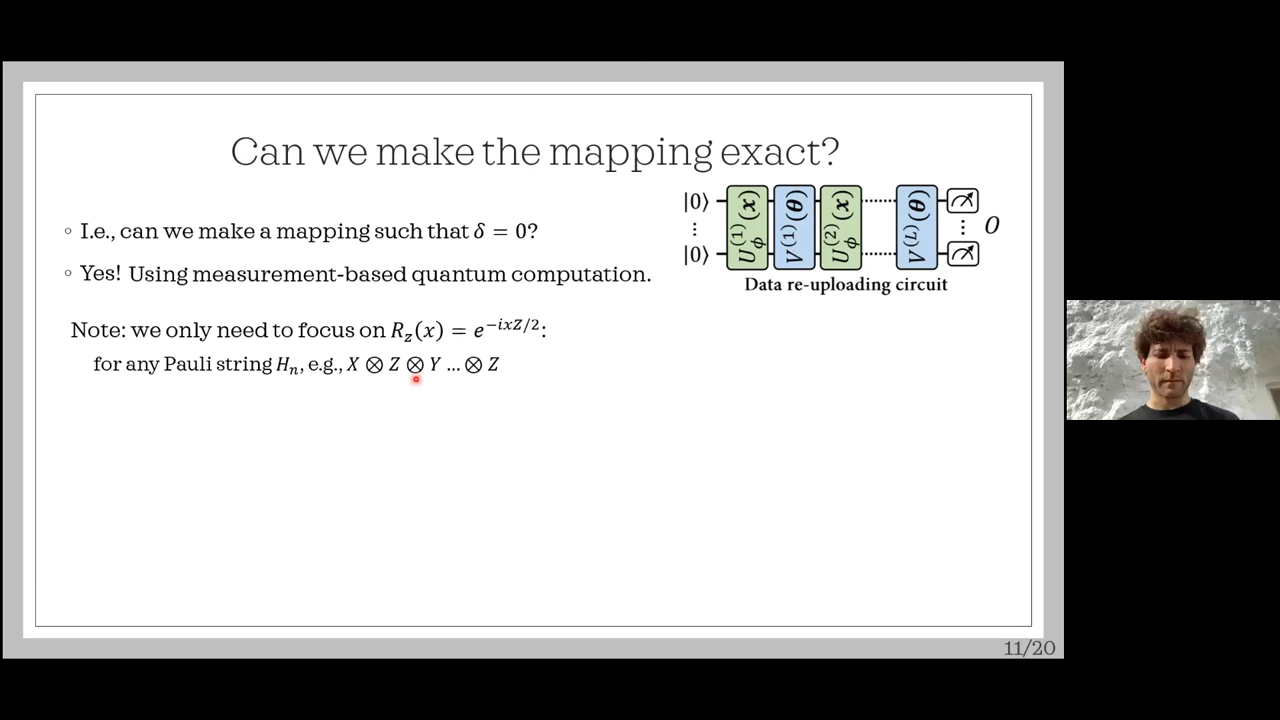 Can we make the mapping exact?
◦ I.e., can we make a mapping such that δ = 0?
◦ Yes! Using measurement-based quantum computation.
Note: we only need to focus on R_z(x) = e^{-ixZ/2}:
for any Pauli string H_n, e.g., X ⊗ Z ⊗ Y … ⊗ Z
|0⟩
⋮
|0⟩
U_ϕ^{(1)}(x)
V^{(1)}(θ)
U_ϕ^{(2)}(x)
V^{(L)}(θ)
⋮
O
Data re-uploading circuit
11/20